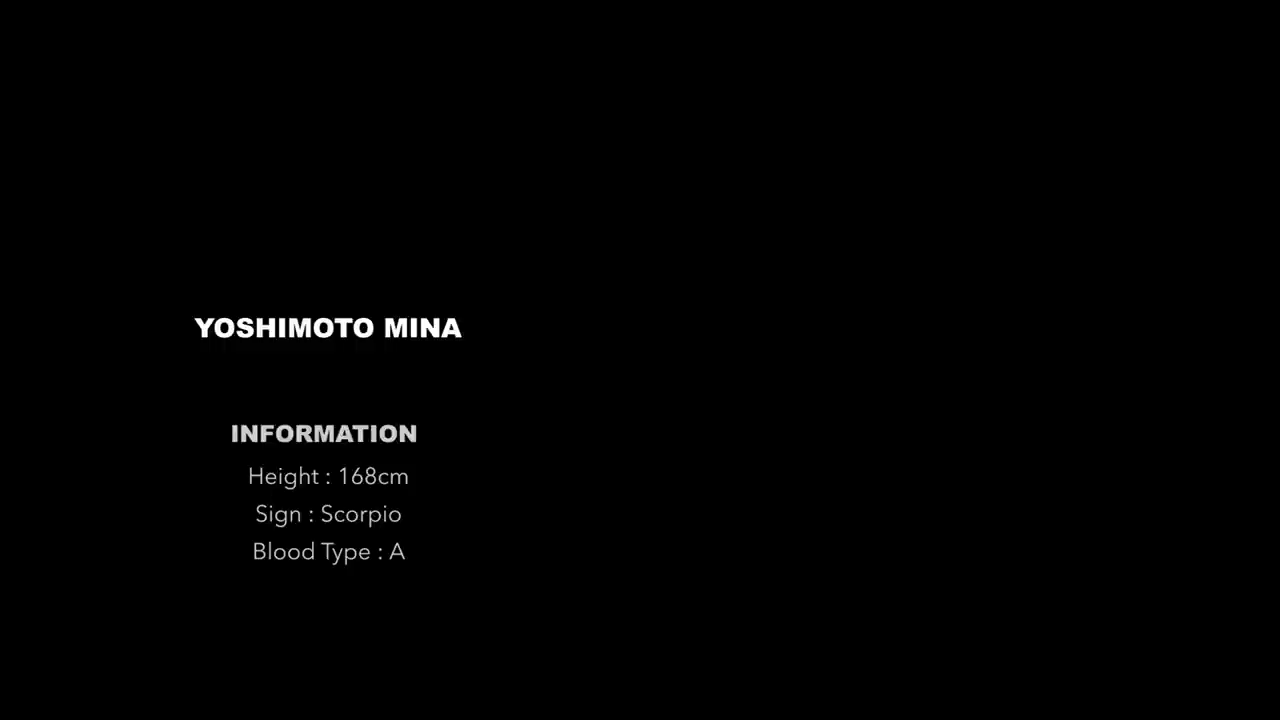 YOSHIMOTO MINA
INFORMATION
Height : 168cm
Sign : Scorpio
Blood Type : A